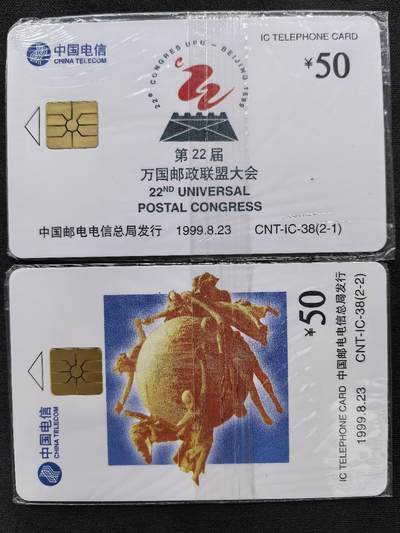 中国电信
CHINA TELECOM
IC TELEPHONE CARD
¥50
22e CONGRES UPU - BEIJING 1999
第22届
万国邮政联盟大会
22ND UNIVERSAL
POSTAL CONGRESS
中国邮电电信总局发行 1999.8.23 CNT-IC-38(2-1)
中国电信
CHINA TELECOM
¥50
IC TELEPHONE CARD 中国邮电电信总局发行
1999.8.23 CNT-IC-38(2-2)